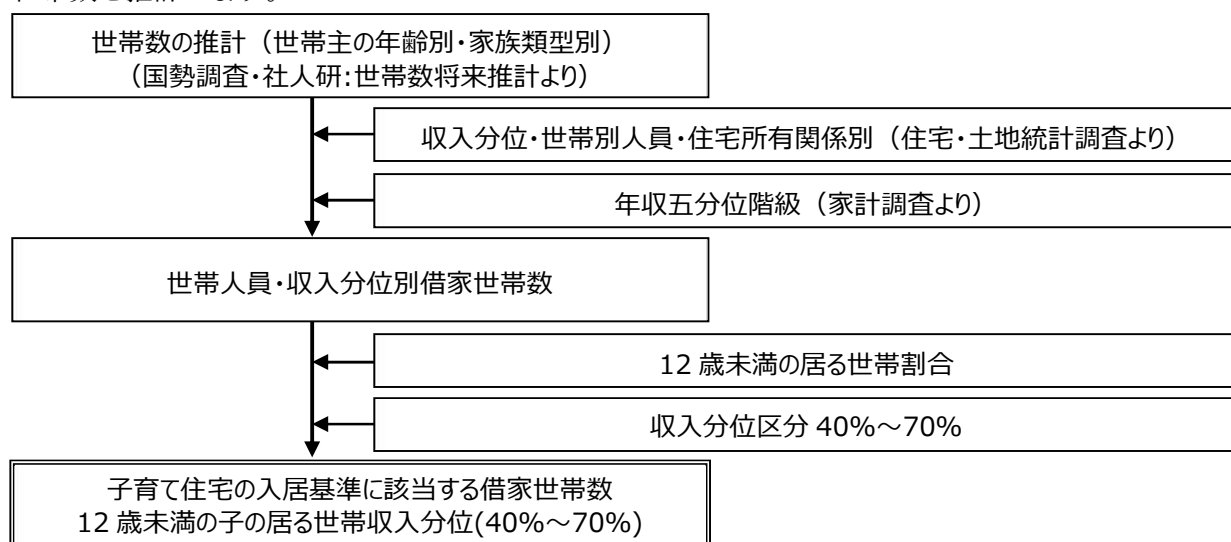 世帯数の推計（世帯主の年齢別・家族類型別）
（国勢調査・社人研:世帯数将来推計より）
収入分位・世帯別人員・住宅所有関係別（住宅・土地統計調査より）
年収五分位階級（家計調査より）
世帯人員・収入分位別借家世帯数
12 歳未満の居る世帯割合
収入分位区分 40%～70%
子育て住宅の入居基準に該当する借家世帯数
12 歳未満の子の居る世帯収入分位(40%～70%)